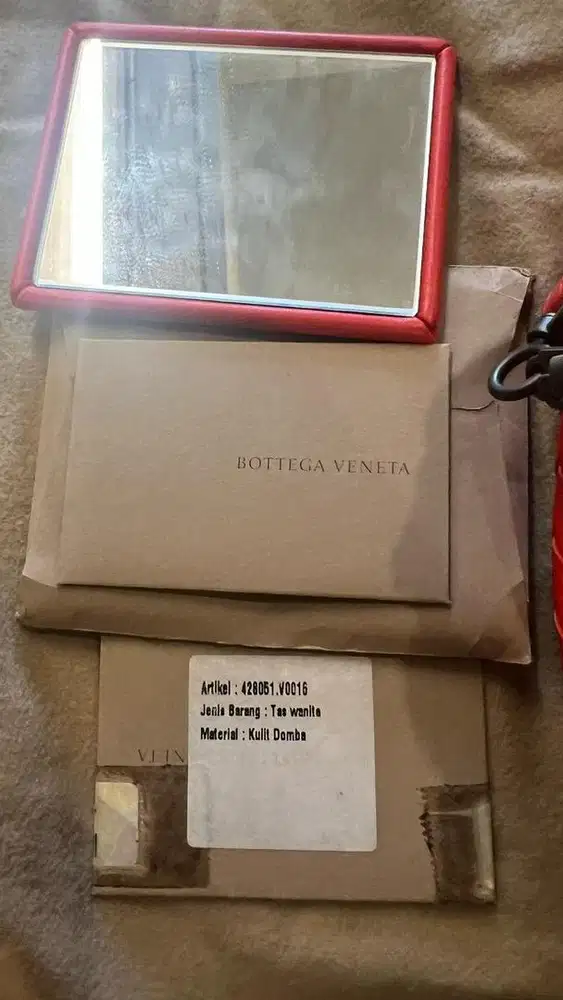 BOTTEGA VENETA
Artikel : 428051.V0016
Jenis Barang : Tas wanita
Material : Kulit Domba